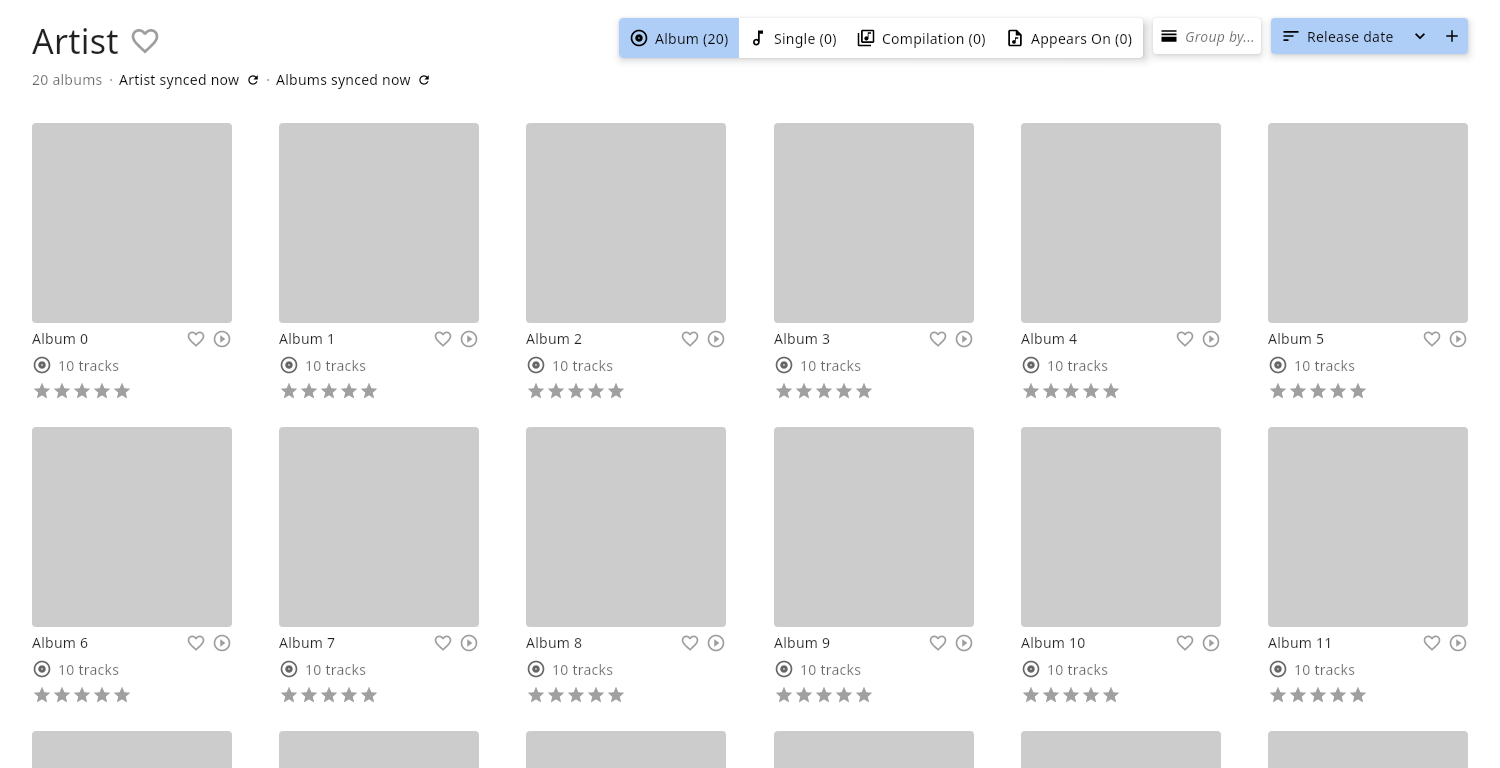 Artist
Album (20) Single (0) Compilation (0) Appears On (0) Group by... Release date
20 albums · Artist synced now · Albums synced now
Album 0 Album 1 Album 2 Album 3 Album 4 Album 5
10 tracks 10 tracks 10 tracks 10 tracks 10 tracks 10 tracks
Album 6 Album 7 Album 8 Album 9 Album 10 Album 11
10 tracks 10 tracks 10 tracks 10 tracks 10 tracks 10 tracks